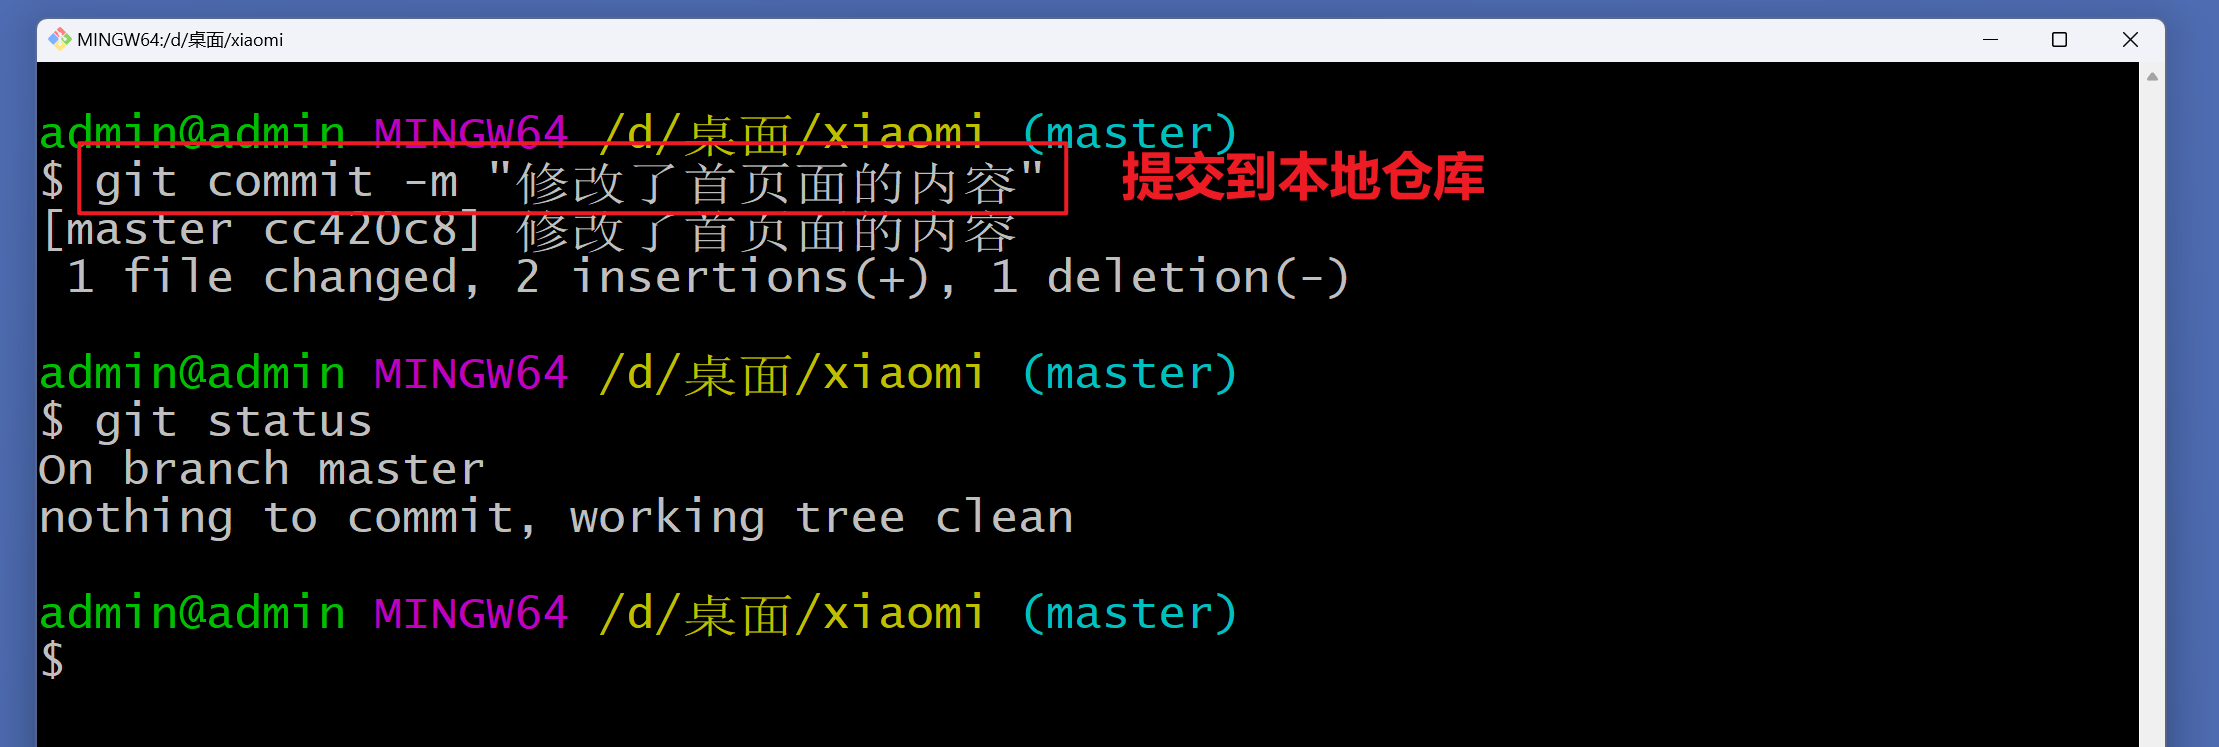 MINGW64:/d/桌面/xiaomi
admin@admin MINGW64 /d/桌面/xiaomi (master)
$ git commit -m "修改了首页面的内容"
提交到本地仓库
[master cc420c8] 修改了首页面的内容
 1 file changed, 2 insertions(+), 1 deletion(-)
admin@admin MINGW64 /d/桌面/xiaomi (master)
$ git status
On branch master
nothing to commit, working tree clean
admin@admin MINGW64 /d/桌面/xiaomi (master)
$